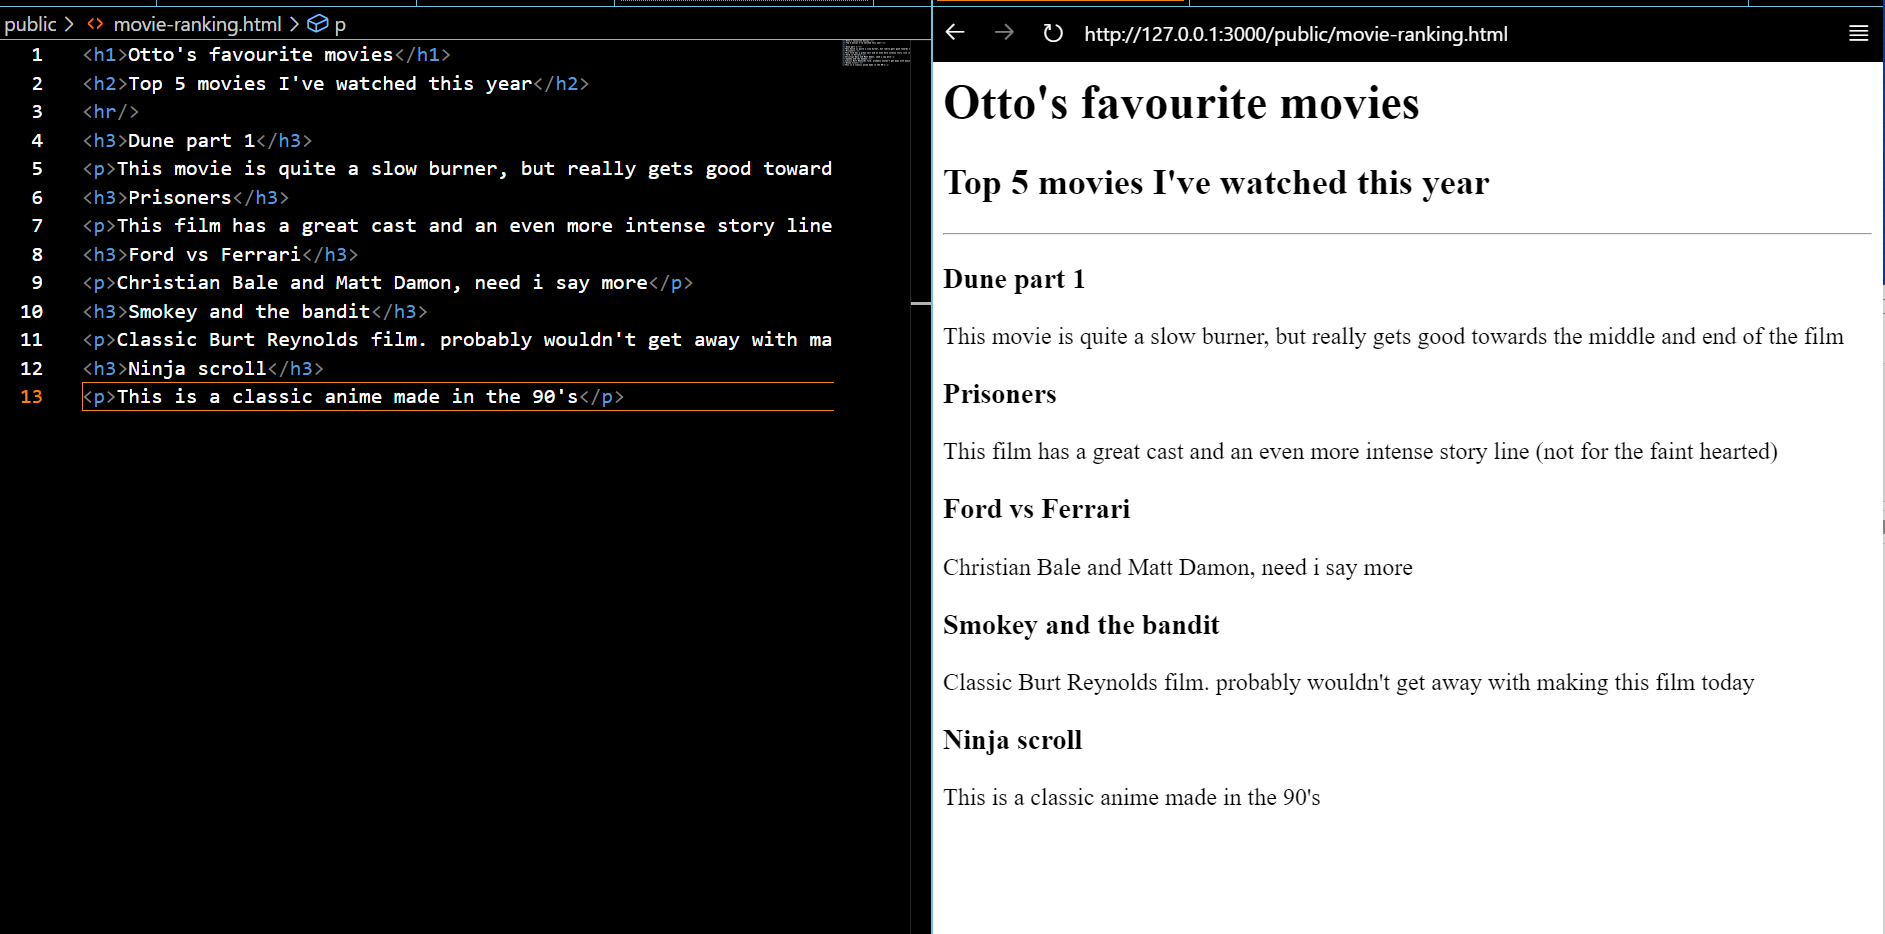 public > <> movie-ranking.html > p
1 <h1>Otto's favourite movies</h1>
2 <h2>Top 5 movies I've watched this year</h2>
3 <hr/>
4 <h3>Dune part 1</h3>
5 <p>This movie is quite a slow burner, but really gets good toward
6 <h3>Prisoners</h3>
7 <p>This film has a great cast and an even more intense story line
8 <h3>Ford vs Ferrari</h3>
9 <p>Christian Bale and Matt Damon, need i say more</p>
10 <h3>Smokey and the bandit</h3>
11 <p>Classic Burt Reynolds film. probably wouldn't get away with ma
12 <h3>Ninja scroll</h3>
13 <p>This is a classic anime made in the 90's</p>
http://127.0.0.1:3000/public/movie-ranking.html
Otto's favourite movies
Top 5 movies I've watched this year
Dune part 1
This movie is quite a slow burner, but really gets good towards the middle and end of the film
Prisoners
This film has a great cast and an even more intense story line (not for the faint hearted)
Ford vs Ferrari
Christian Bale and Matt Damon, need i say more
Smokey and the bandit
Classic Burt Reynolds film. probably wouldn't get away with making this film today
Ninja scroll
This is a classic anime made in the 90's